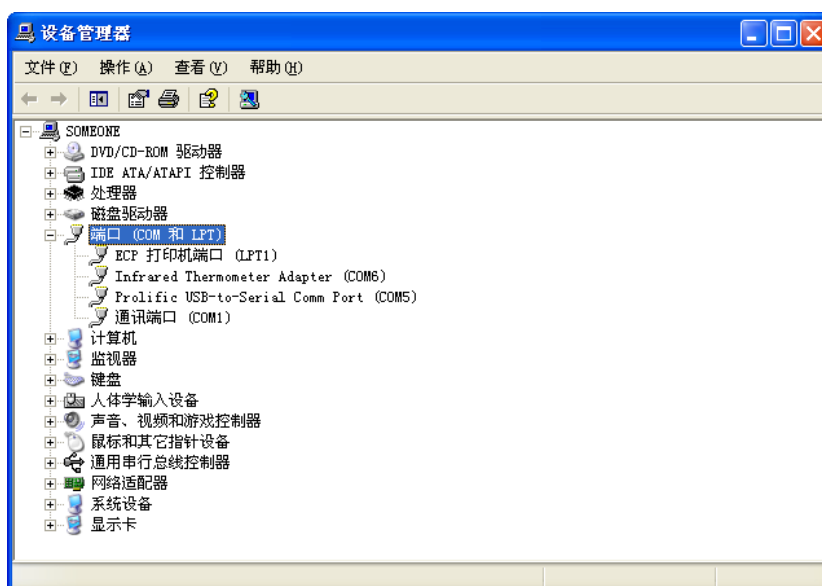 设备管理器
文件(F) 操作(A) 查看(V) 帮助(H)
SOMEONE
DVD/CD-ROM 驱动器
IDE ATA/ATAPI 控制器
处理器
磁盘驱动器
端口 (COM 和 LPT)
ECP 打印机端口 (LPT1)
Infrared Thermometer Adapter (COM6)
Prolific USB-to-Serial Comm Port (COM5)
通讯端口 (COM1)
计算机
监视器
键盘
人体学输入设备
声音、视频和游戏控制器
鼠标和其它指针设备
通用串行总线控制器
网络适配器
系统设备
显示卡